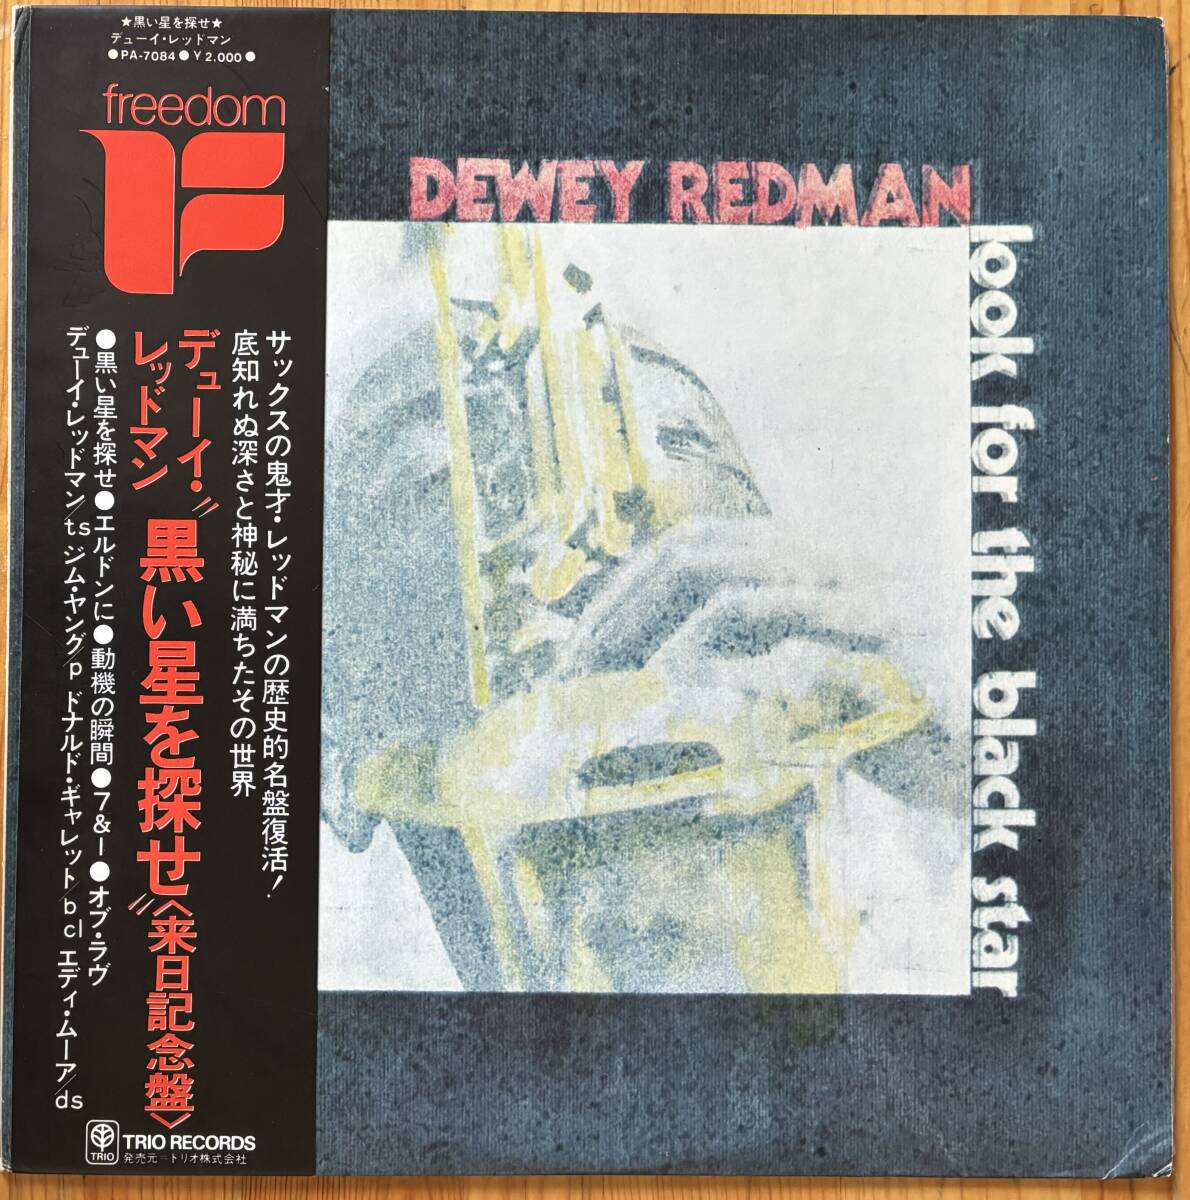 ★黒い星を探せ★
デューイ・レッドマン
●PA-7084●¥2.000●
freedom
サックスの鬼才・レッドマンの歴史的名盤復活!
底知れぬ深さと神秘に満ちたその世界
デューイ・
レッドマン
"黒い星を探せ"〈来日記念盤〉
●黒い星を探せ●エルドンに●動機の瞬間●7&ー●オブ・ラヴ
デューイ・レッドマン/ts ジム・ヤング/p ドナルド・ギャレット/bcl エディ・ムーア/ds
TRIO
TRIO RECORDS
発売元=トリオ株式会社
DEWEY REDMAN
look for the black star